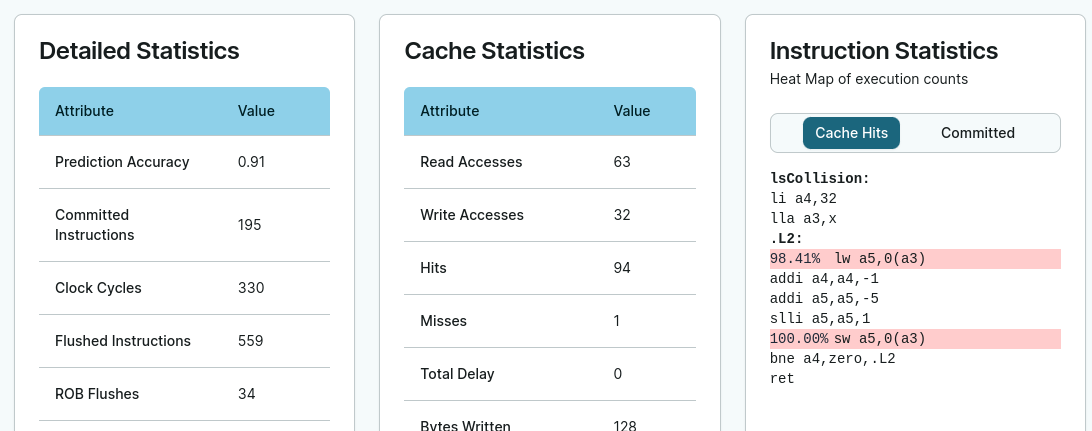 Detailed Statistics
Attribute Value
Prediction Accuracy 0.91
Committed
Instructions 195
Clock Cycles 330
Flushed Instructions 559
ROB Flushes 34
Cache Statistics
Attribute Value
Read Accesses 63
Write Accesses 32
Hits 94
Misses 1
Total Delay 0
Bytes Written 128
Instruction Statistics
Heat Map of execution counts
Cache Hits Committed
lsCollision:
li a4,32
lla a3,x
.L2:
98.41% lw a5,0(a3)
addi a4,a4,-1
addi a5,a5,-5
slli a5,a5,1
100.00% sw a5,0(a3)
bne a4,zero,.L2
ret